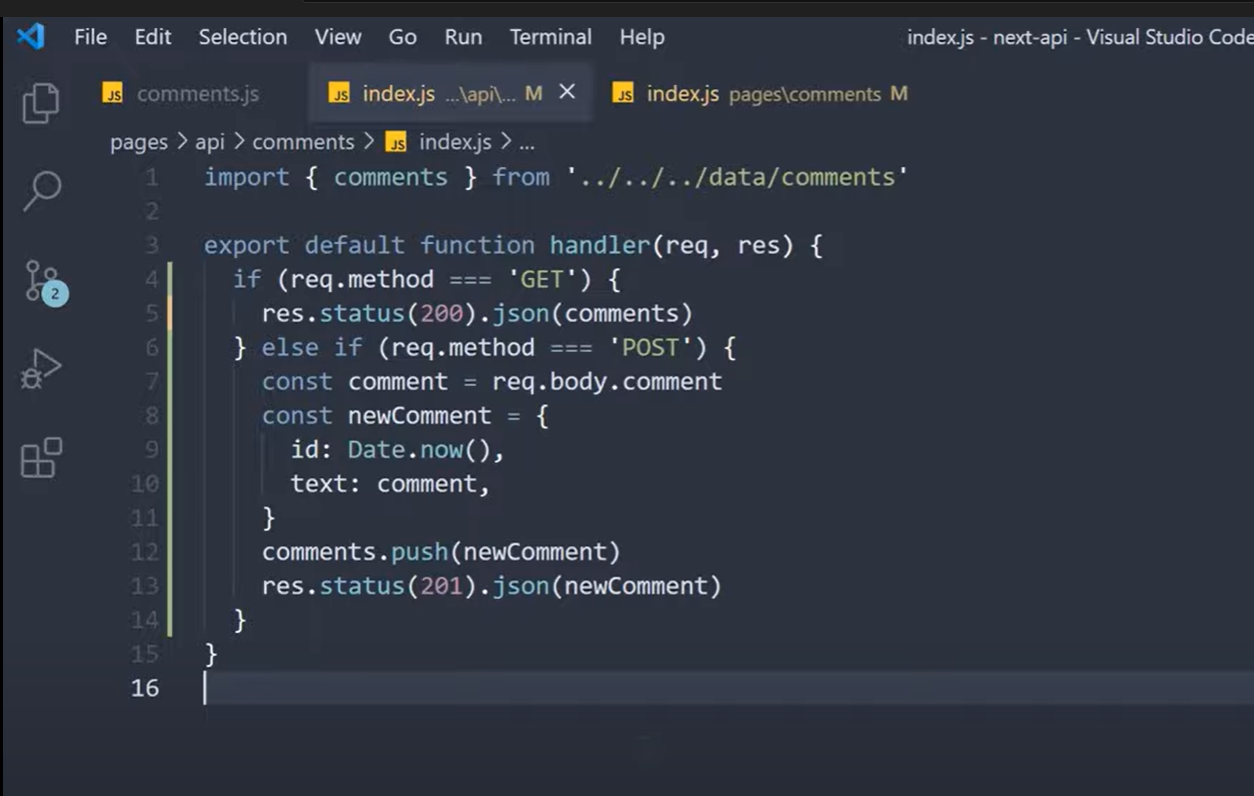 File Edit Selection View Go Run Terminal Help index.js - next-api - Visual Studio Code
JS comments.js JS index.js ...\api\... M × JS index.js pages\comments M
pages > api > comments > JS index.js > ...
1 import { comments } from '../../../data/comments'
2
3 export default function handler(req, res) {
4 if (req.method === 'GET') {
5 res.status(200).json(comments)
6 } else if (req.method === 'POST') {
7 const comment = req.body.comment
8 const newComment = {
9 id: Date.now(),
10 text: comment,
11 }
12 comments.push(newComment)
13 res.status(201).json(newComment)
14 }
15 }
16
2